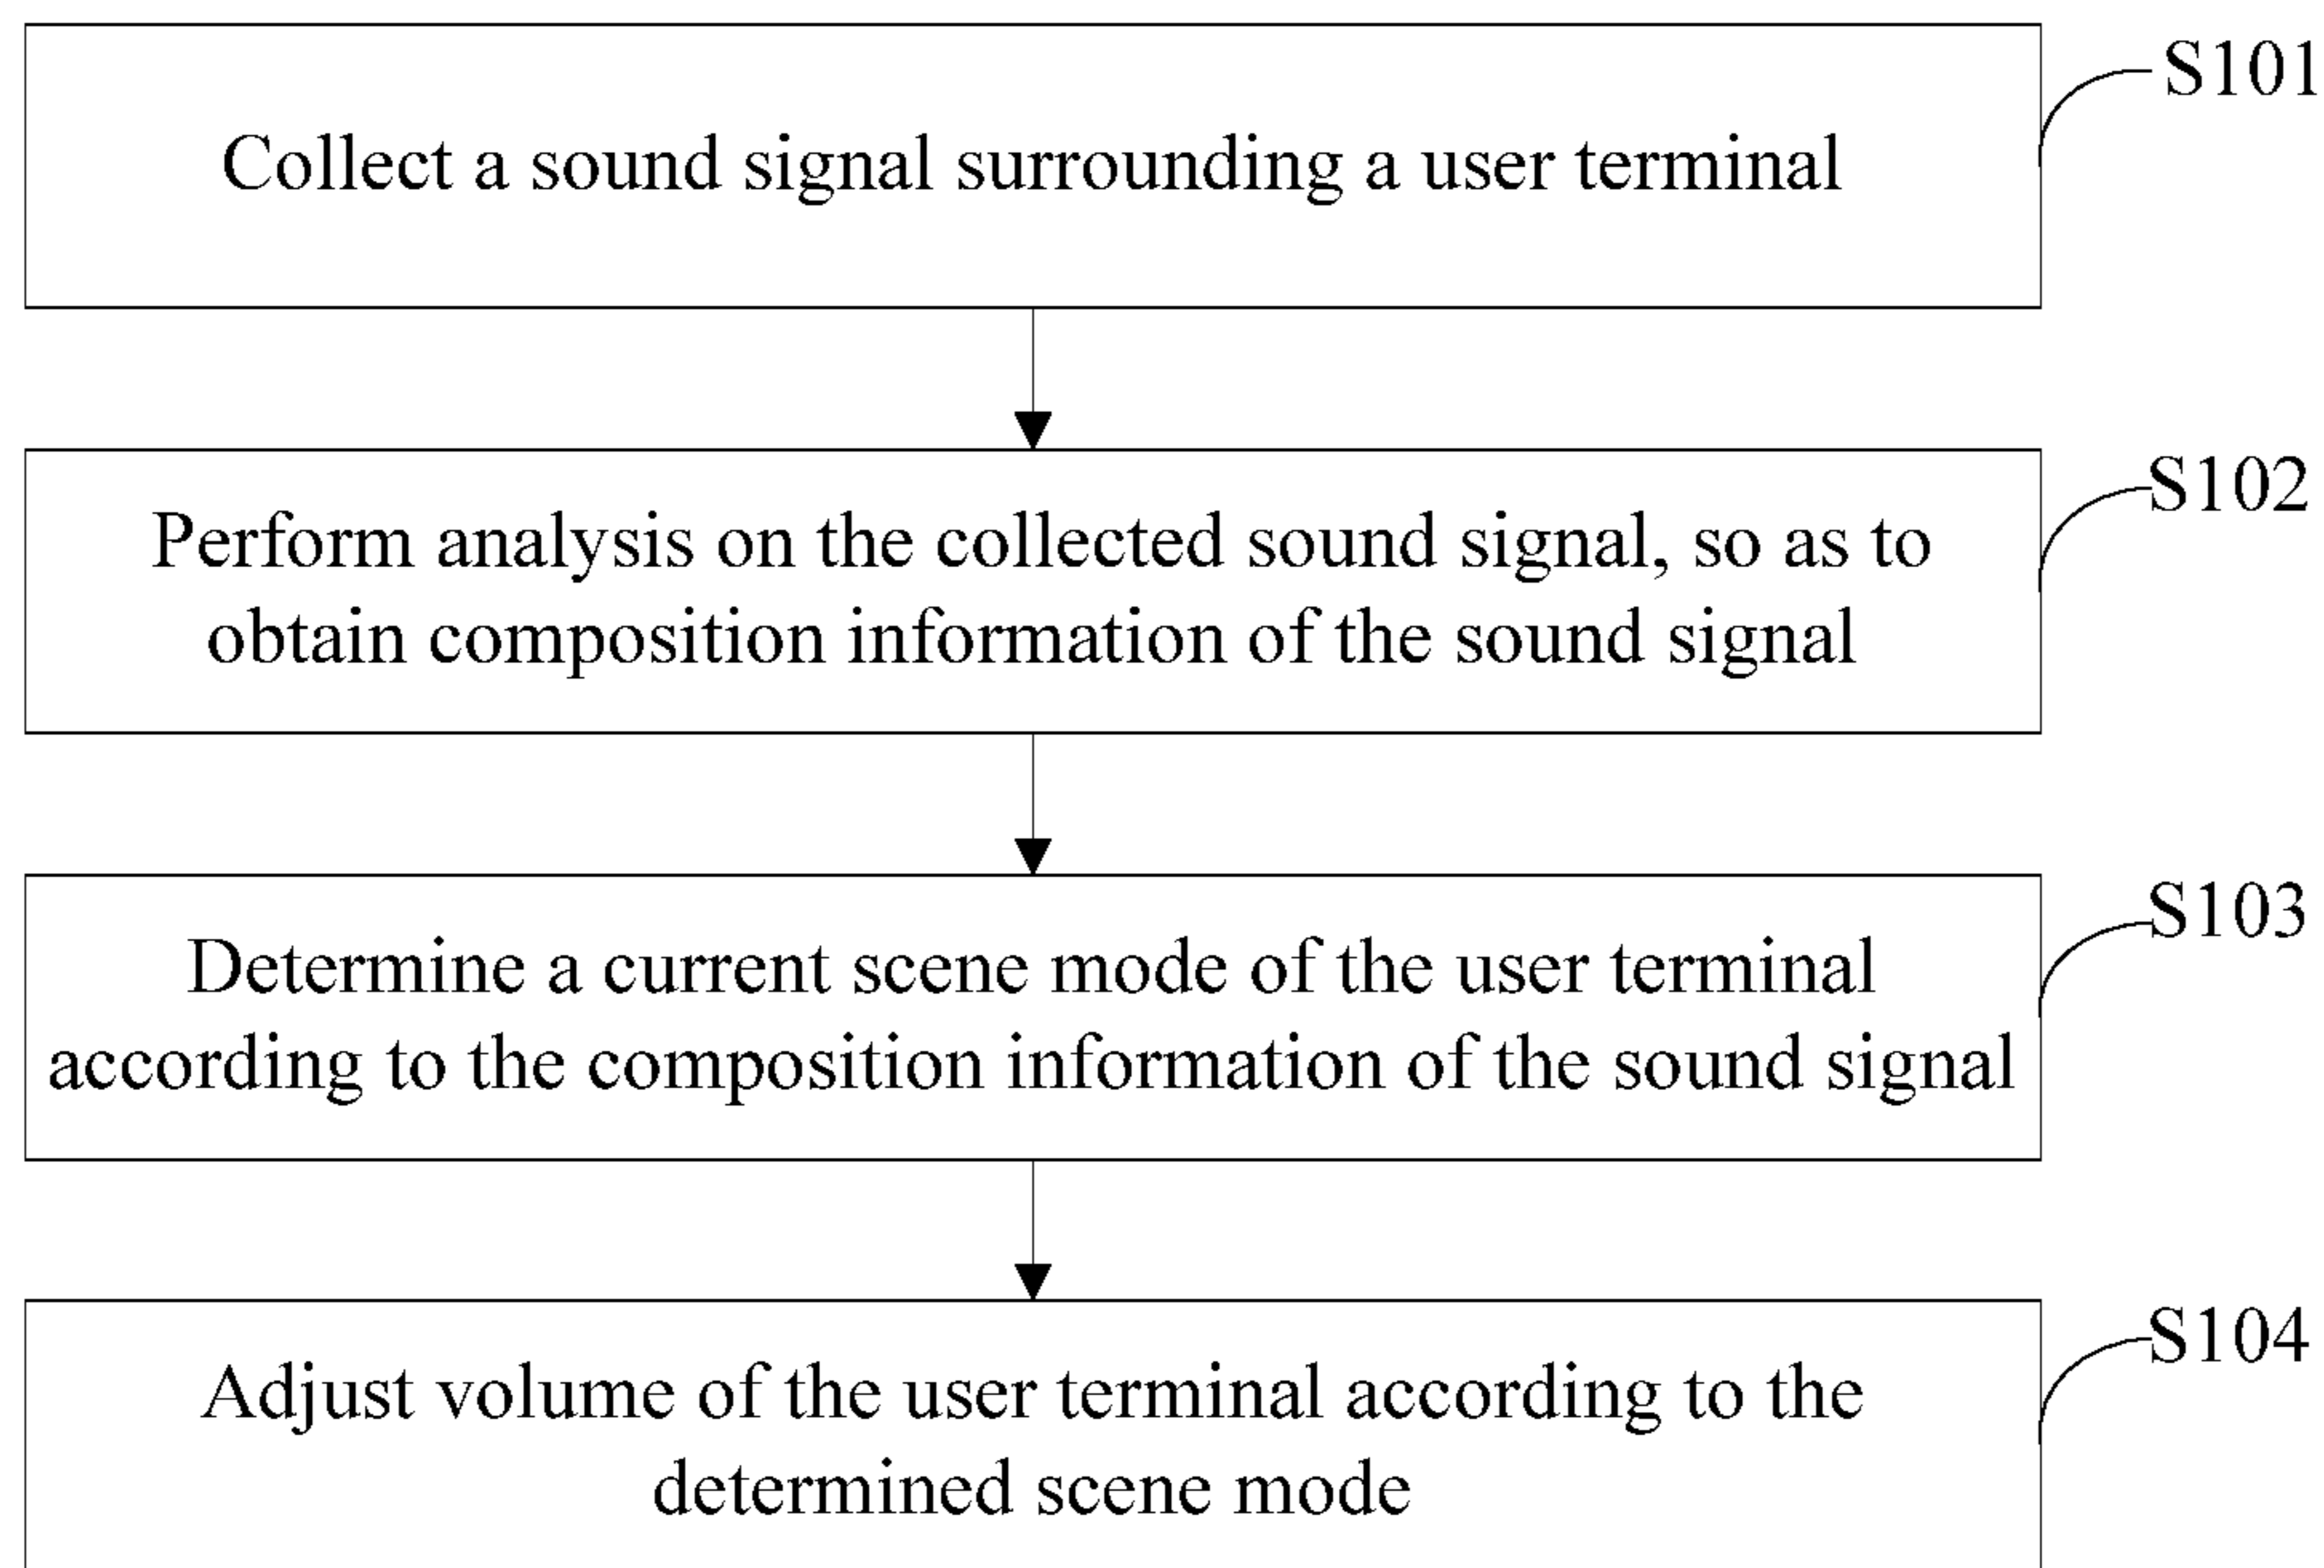 S101
Collect a sound signal surrounding a user terminal
S102
Perform analysis on the collected sound signal, so as to
obtain composition information of the sound signal
S103
Determine a current scene mode of the user terminal
according to the composition information of the sound signal
S104
Adjust volume of the user terminal according to the
determined scene mode